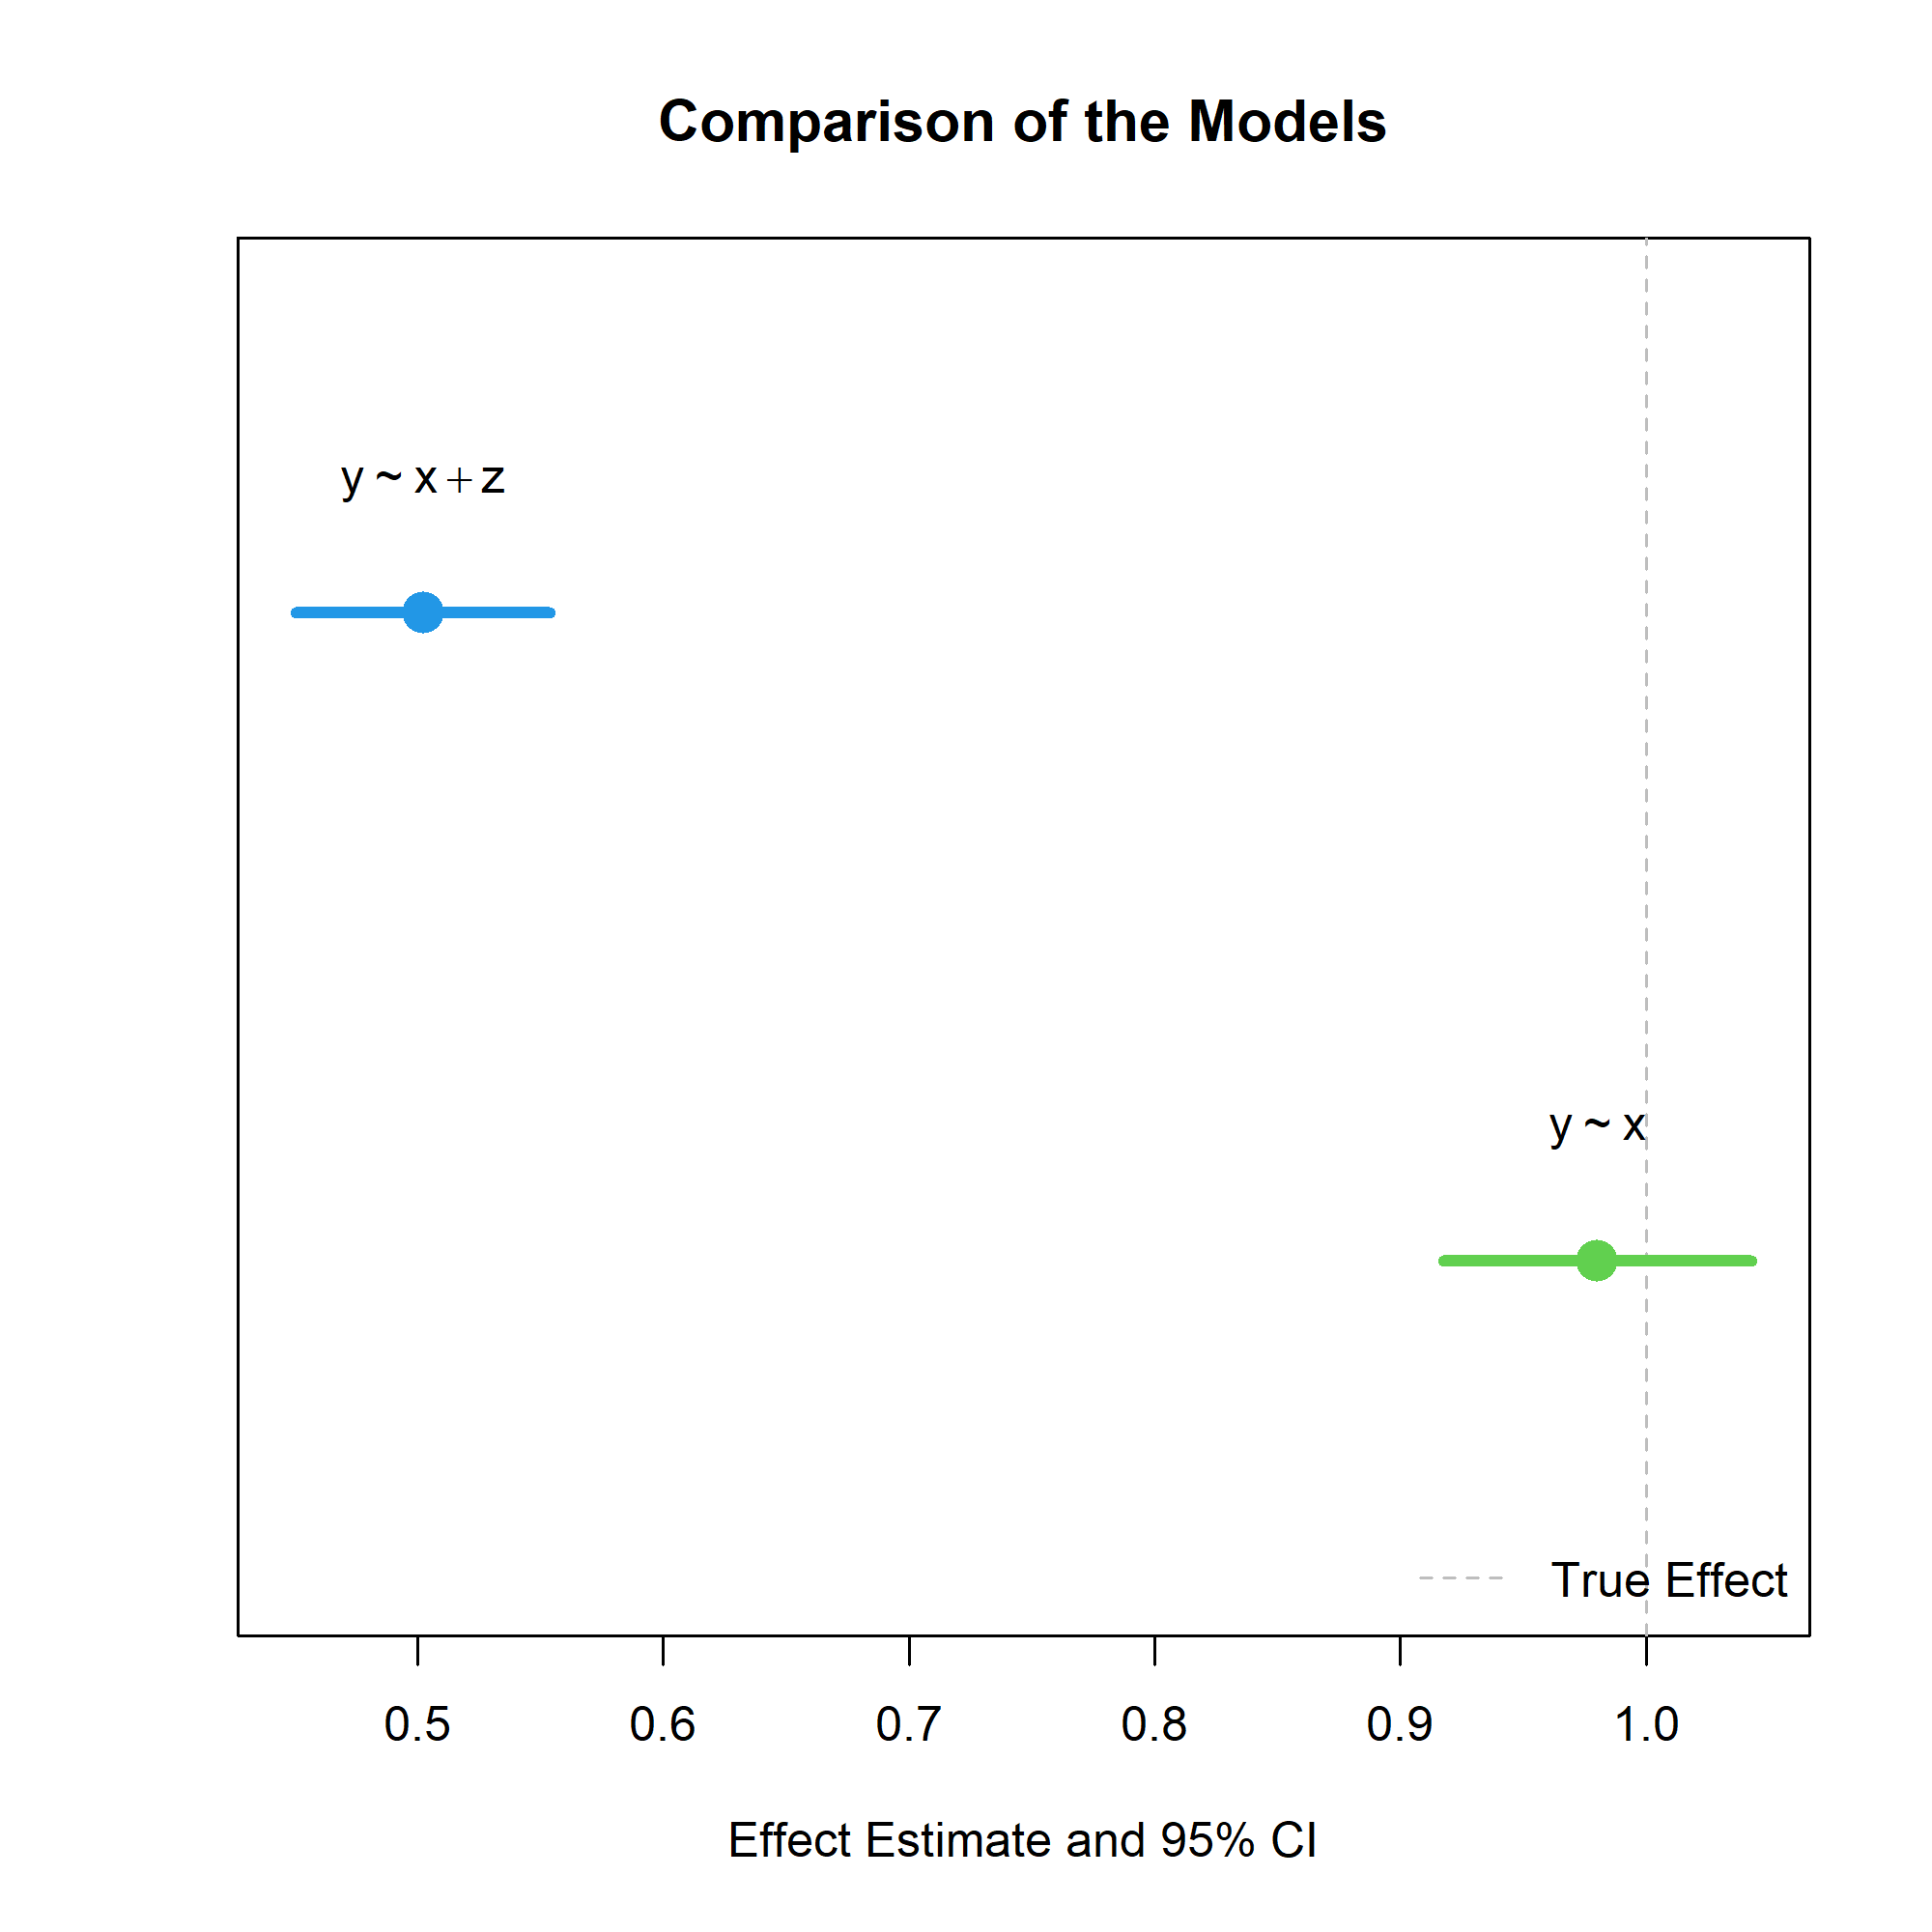 Comparison of the Models
y ~ x + z
y ~ x
True Effect
0.5 0.6 0.7 0.8 0.9 1.0
Effect Estimate and 95% CI